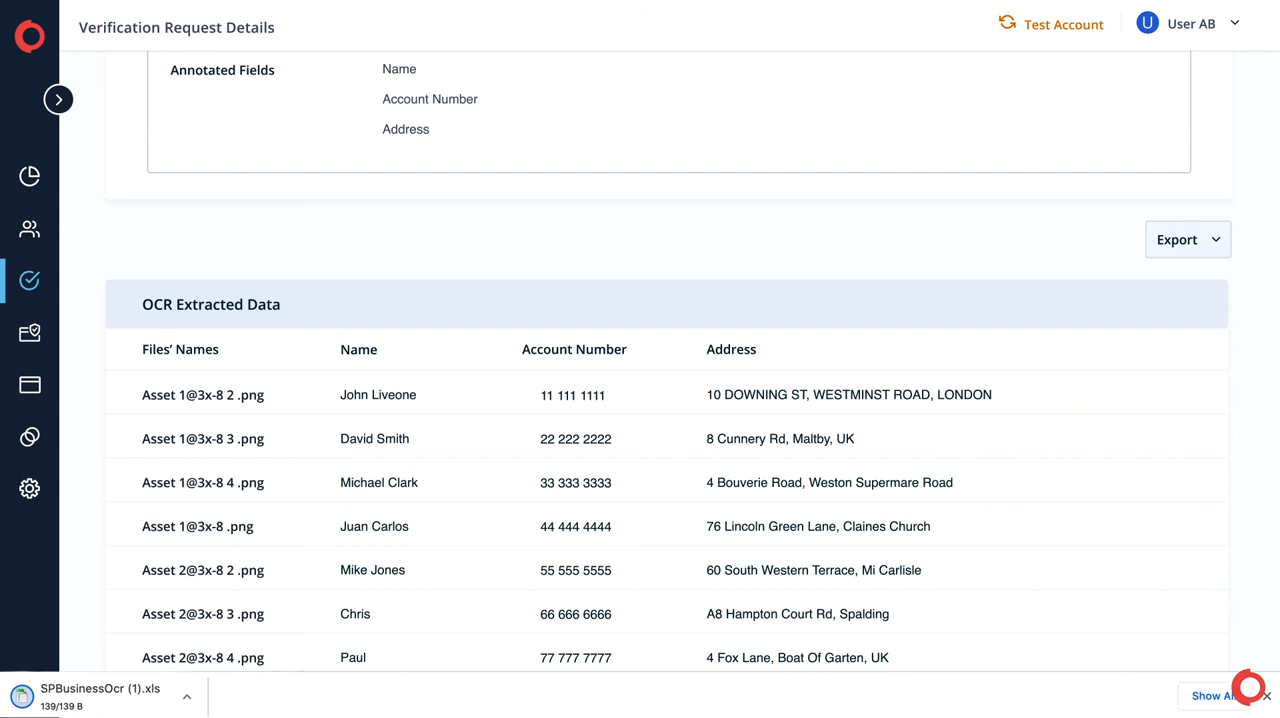 Verification Request Details
Test Account
U User AB
Annotated Fields
Name
Account Number
Address
Export
OCR Extracted Data
Files’ Names Name Account Number Address
Asset 1@3x-8 2 .png John Liveone 11 111 1111 10 DOWNING ST, WESTMINST ROAD, LONDON
Asset 1@3x-8 3 .png David Smith 22 222 2222 8 Cunnery Rd, Maltby, UK
Asset 1@3x-8 4 .png Michael Clark 33 333 3333 4 Bouverie Road, Weston Supermare Road
Asset 1@3x-8 .png Juan Carlos 44 444 4444 76 Lincoln Green Lane, Claines Church
Asset 2@3x-8 2 .png Mike Jones 55 555 5555 60 South Western Terrace, Mi Carlisle
Asset 2@3x-8 3 .png Chris 66 666 6666 A8 Hampton Court Rd, Spalding
Asset 2@3x-8 4 .png Paul 77 777 7777 4 Fox Lane, Boat Of Garten, UK
SPBusinessOcr (1).xls
139/139 B
Show